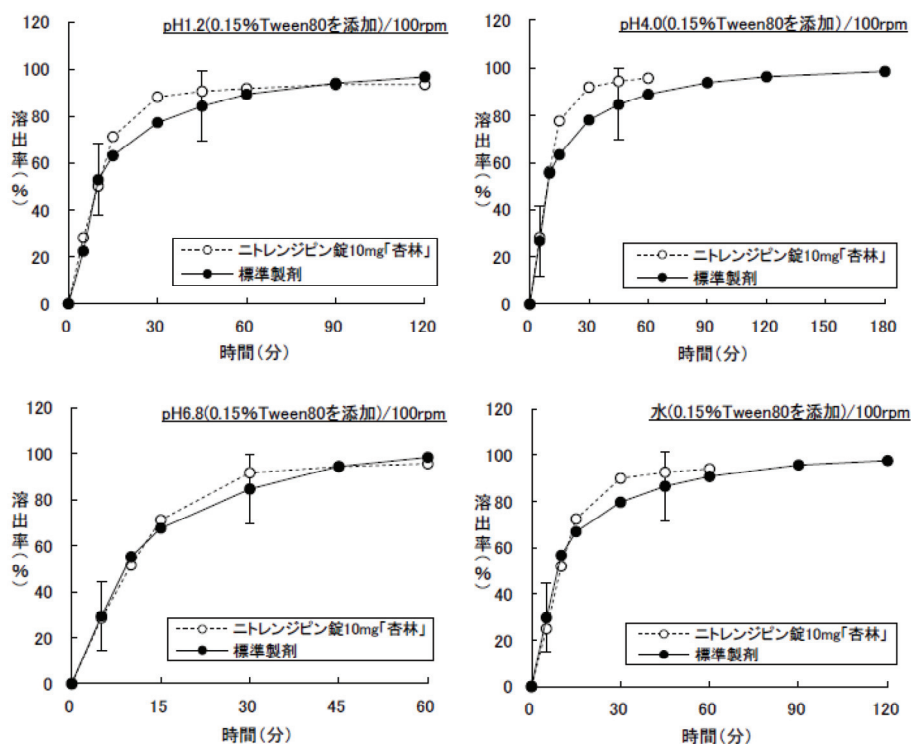 pH1.2(0.15%Tween80を添加)/100rpm
120
100
80
60
40
20
0
溶出率(%)
ニトレンジピン錠10mg「杏林」
標準製剤
0 30 60 90 120
時間(分)
pH4.0(0.15%Tween80を添加)/100rpm
120
100
80
60
40
20
0
溶出率(%)
ニトレンジピン錠10mg「杏林」
標準製剤
0 30 60 90 120 150 180
時間(分)
pH6.8(0.15%Tween80を添加)/100rpm
120
100
80
60
40
20
0
溶出率(%)
ニトレンジピン錠10mg「杏林」
標準製剤
0 15 30 45 60
時間(分)
水(0.15%Tween80を添加)/100rpm
120
100
80
60
40
20
0
溶出率(%)
ニトレンジピン錠10mg「杏林」
標準製剤
0 30 60 90 120
時間(分)